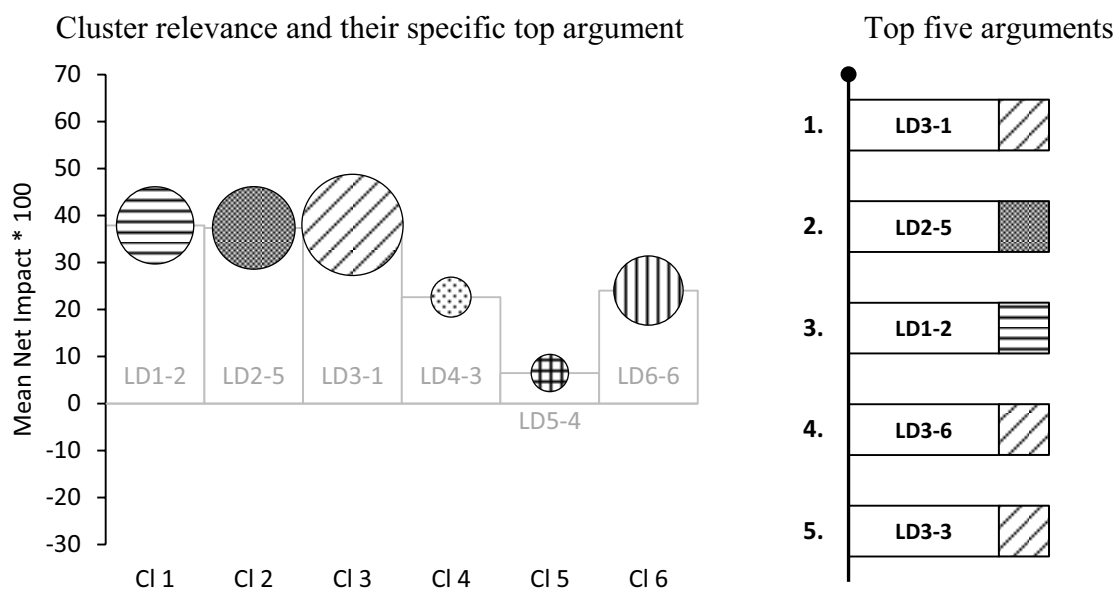 Cluster relevance and their specific top argument
Top five arguments
Mean Net Impact * 100
70
60
50
40
30
20
10
0
-10
-20
-30
LD1-2
LD2-5
LD3-1
LD4-3
LD5-4
LD6-6
Cl 1
Cl 2
Cl 3
Cl 4
Cl 5
Cl 6
1. LD3-1
2. LD2-5
3. LD1-2
4. LD3-6
5. LD3-3